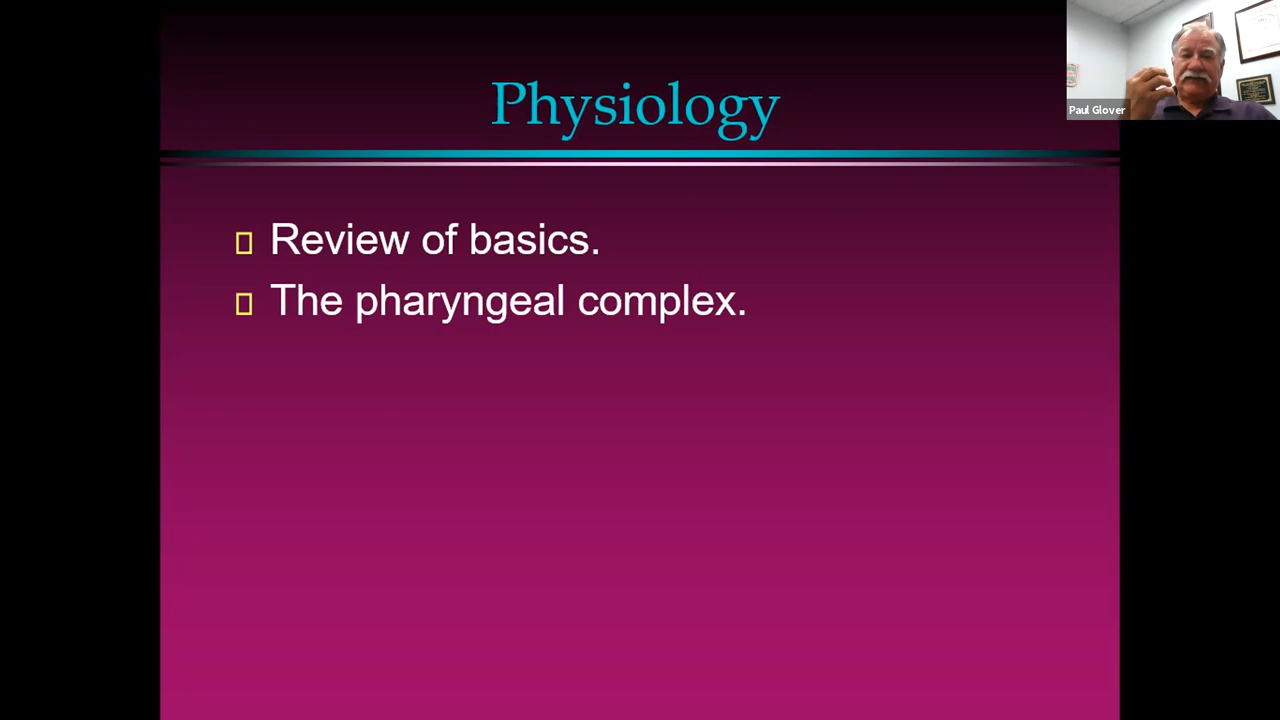 Physiology
Review of basics.
The pharyngeal complex.
Paul Glover